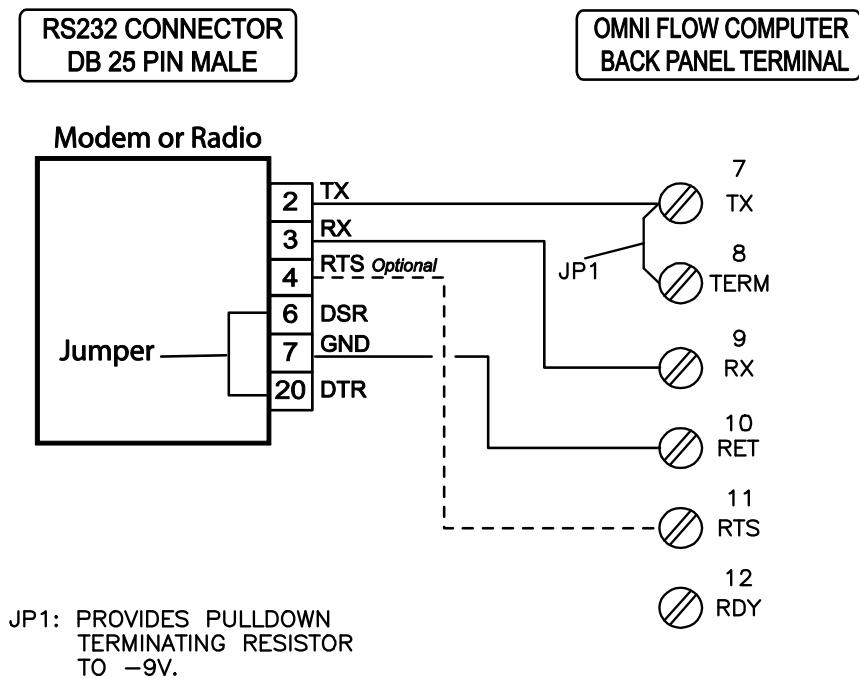 RS232 CONNECTOR
DB 25 PIN MALE
OMNI FLOW COMPUTER
BACK PANEL TERMINAL
Modem or Radio
2 TX
3 RX
4 RTS Optional
6 DSR
7 GND
20 DTR
Jumper
JP1
7
TX
8
TERM
9
RX
10
RET
11
RTS
12
RDY
JP1: PROVIDES PULLDOWN
TERMINATING RESISTOR
TO -9V.